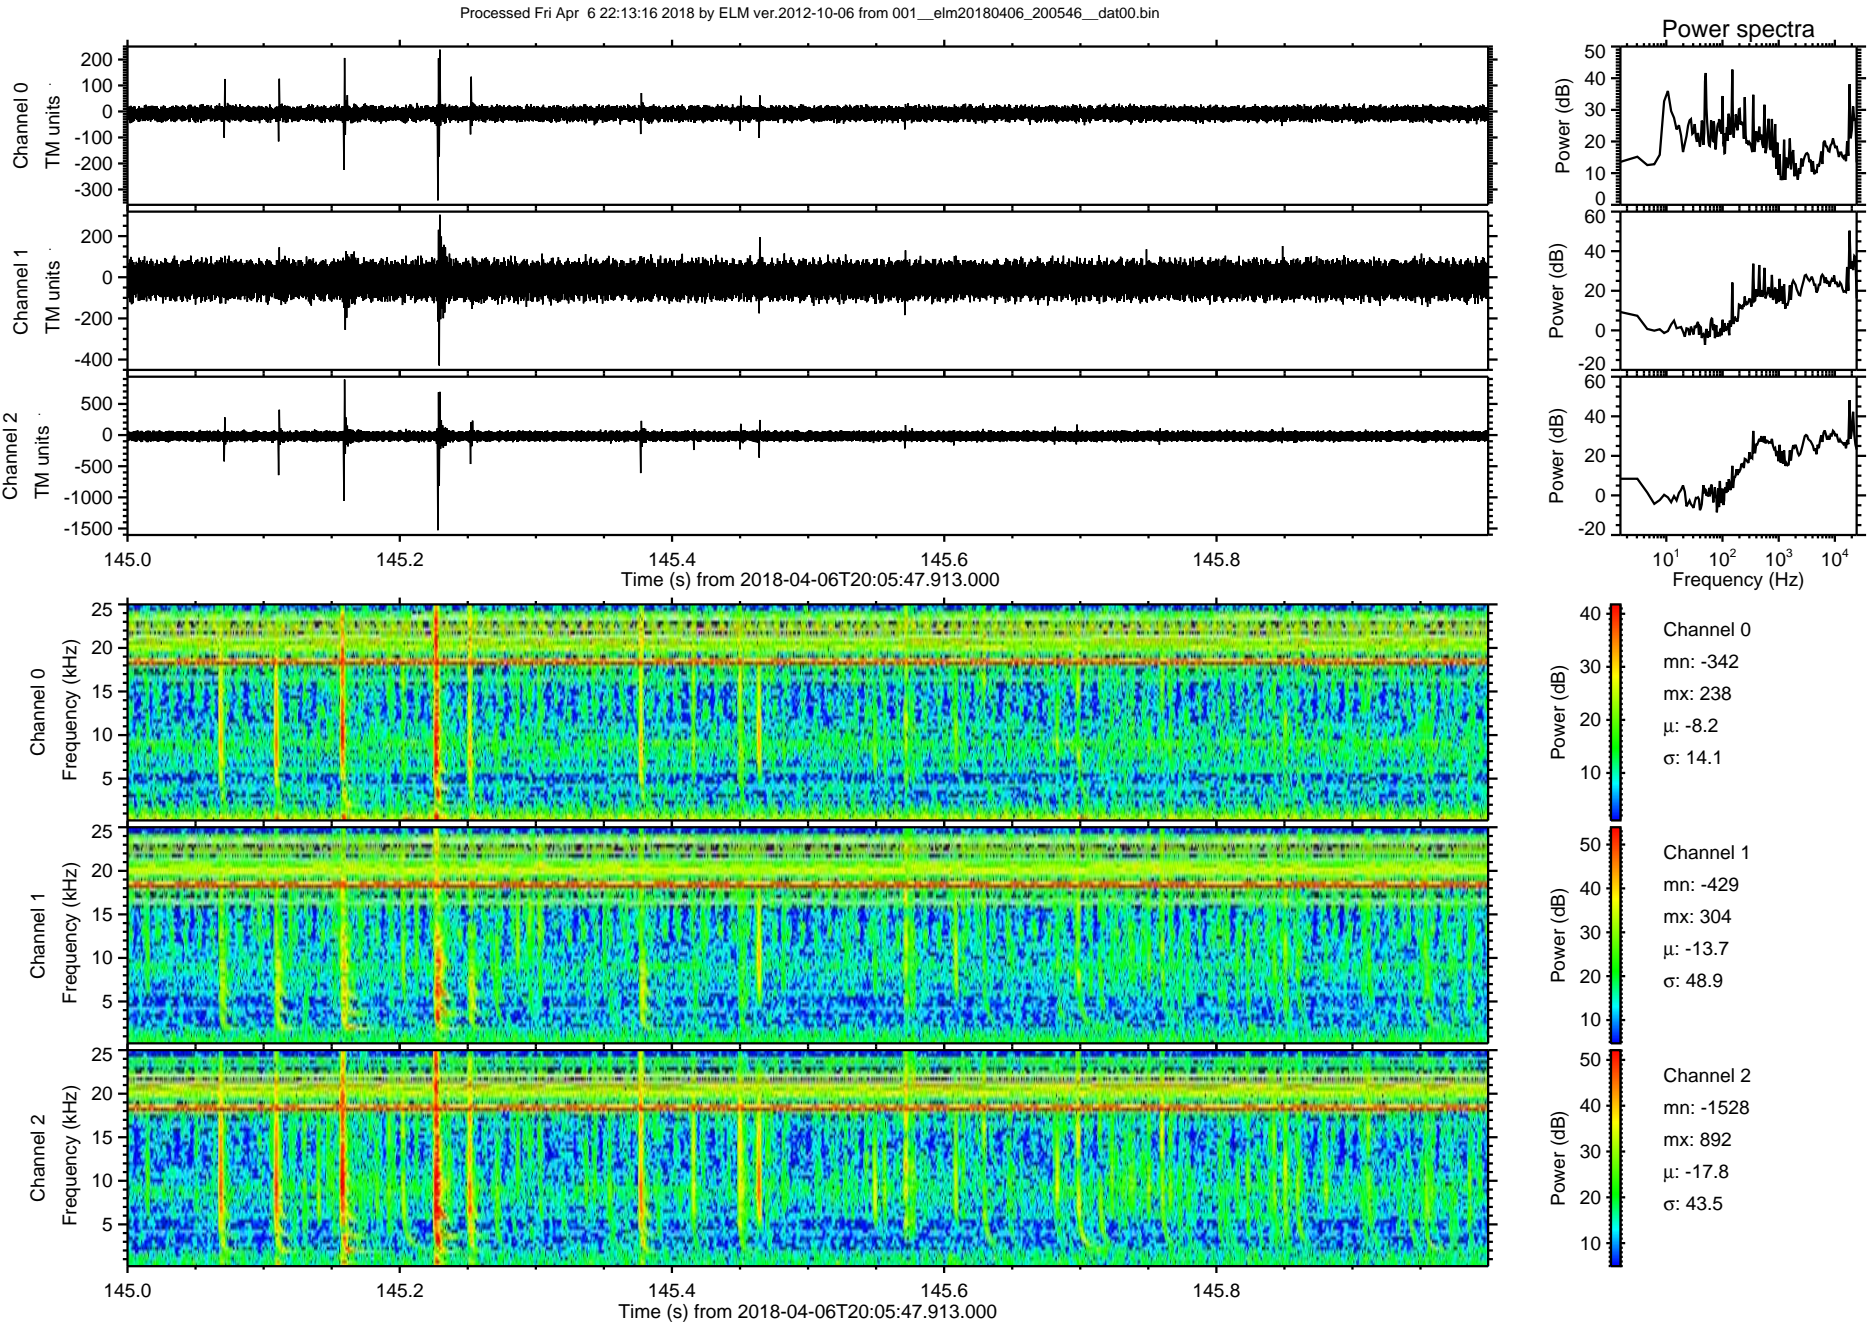 Processed Fri Apr  6 22:13:16 2018 by ELM ver.2012-10-06 from 001__elm20180406_200546__dat00.bin
Power spectra
Channel 0
TM units
200
100
0
-100
-200
-300
Power (dB)
50
40
30
20
10
0
Channel 1
TM units
200
0
-200
-400
Power (dB)
60
40
20
0
-20
Channel 2
TM units
500
0
-500
-1000
-1500
Power (dB)
60
40
20
0
-20
145.0 145.2 145.4 145.6 145.8
Time (s) from 2018-04-06T20:05:47.913.000
10^1 10^2 10^3 10^4
Frequency (Hz)
Channel 0
Frequency (kHz)
25
20
15
10
5
Power (dB)
40
30
20
10
Channel 0
mn: -342
mx: 238
μ: -8.2
σ: 14.1
Channel 1
Frequency (kHz)
25
20
15
10
5
Power (dB)
50
40
30
20
10
Channel 1
mn: -429
mx: 304
μ: -13.7
σ: 48.9
Channel 2
Frequency (kHz)
25
20
15
10
5
Power (dB)
50
40
30
20
10
Channel 2
mn: -1528
mx: 892
μ: -17.8
σ: 43.5
145.0 145.2 145.4 145.6 145.8
Time (s) from 2018-04-06T20:05:47.913.000